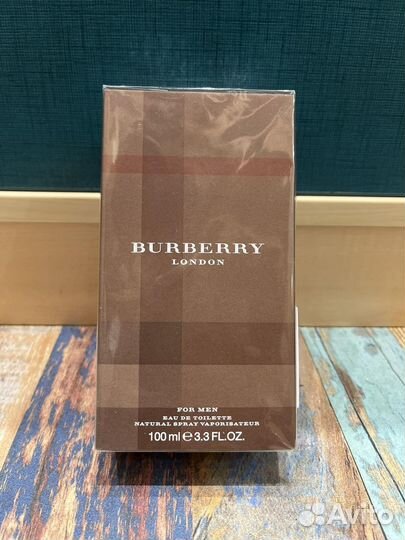 BURBERRY
LONDON
FOR MEN
EAU DE TOILETTE
NATURAL SPRAY VAPORISATEUR
100 ml ℮ 3.3 FL.OZ.
Avito